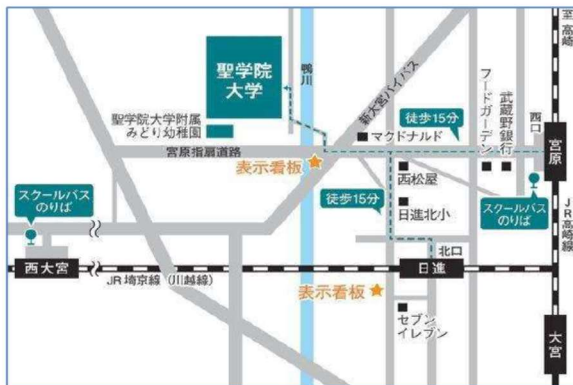 至 高崎
聖学院
大学
鴨川
新大宮バイパス
聖学院大学附属
みどり幼稚園
マクドナルド
徒歩15分
フードガーデン
武蔵野銀行
西口
宮原
宮原指扇道路
表示看板
西松屋
スクールバス
のりば
徒歩15分
日進北小
スクールバス
のりば
JR高崎線
北口
西大宮
JR埼京線(川越線)
日進
表示看板
セブン
イレブン
大宮